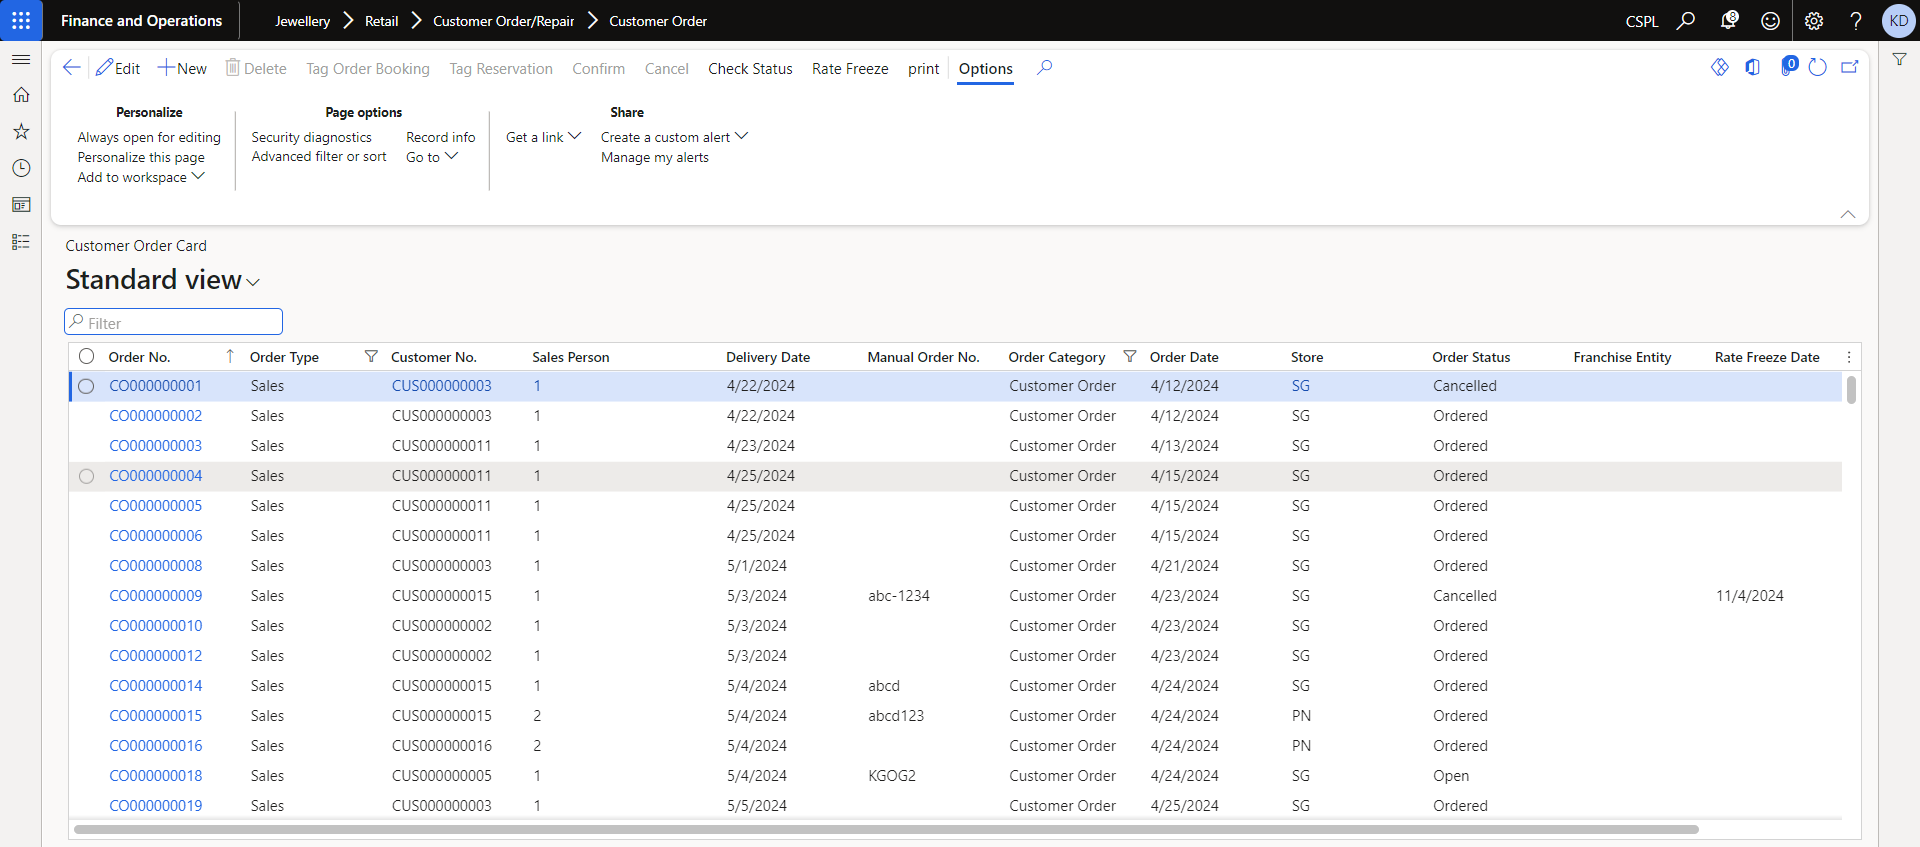 Finance and Operations Jewellery Retail Customer Order/Repair Customer Order CSPL 8 KD
Edit New Delete Tag Order Booking Tag Reservation Confirm Cancel Check Status Rate Freeze print Options 0
Personalize Page options Share
Always open for editing Security diagnostics Record info Get a link Create a custom alert
Personalize this page Advanced filter or sort Go to Manage my alerts
Add to workspace
Customer Order Card
Standard view
Filter
Order No. Order Type Customer No. Sales Person Delivery Date Manual Order No. Order Category Order Date Store Order Status Franchise Entity Rate Freeze Date
CO000000001 Sales CUS000000003 1 4/22/2024 Customer Order 4/12/2024 SG Cancelled
CO000000002 Sales CUS000000003 1 4/22/2024 Customer Order 4/12/2024 SG Ordered
CO000000003 Sales CUS000000011 1 4/23/2024 Customer Order 4/13/2024 SG Ordered
CO000000004 Sales CUS000000011 1 4/25/2024 Customer Order 4/15/2024 SG Ordered
CO000000005 Sales CUS000000011 1 4/25/2024 Customer Order 4/15/2024 SG Ordered
CO000000006 Sales CUS000000011 1 4/25/2024 Customer Order 4/15/2024 SG Ordered
CO000000008 Sales CUS000000003 1 5/1/2024 Customer Order 4/21/2024 SG Ordered
CO000000009 Sales CUS000000015 1 5/3/2024 abc-1234 Customer Order 4/23/2024 SG Cancelled 11/4/2024
CO000000010 Sales CUS000000002 1 5/3/2024 Customer Order 4/23/2024 SG Ordered
CO000000012 Sales CUS000000002 1 5/3/2024 Customer Order 4/23/2024 SG Ordered
CO000000014 Sales CUS000000015 1 5/4/2024 abcd Customer Order 4/24/2024 SG Ordered
CO000000015 Sales CUS000000015 2 5/4/2024 abcd123 Customer Order 4/24/2024 PN Ordered
CO000000016 Sales CUS000000016 2 5/4/2024 Customer Order 4/24/2024 PN Ordered
CO000000018 Sales CUS000000005 1 5/4/2024 KGOG2 Customer Order 4/24/2024 SG Open
CO000000019 Sales CUS000000003 1 5/5/2024 Customer Order 4/25/2024 SG Ordered